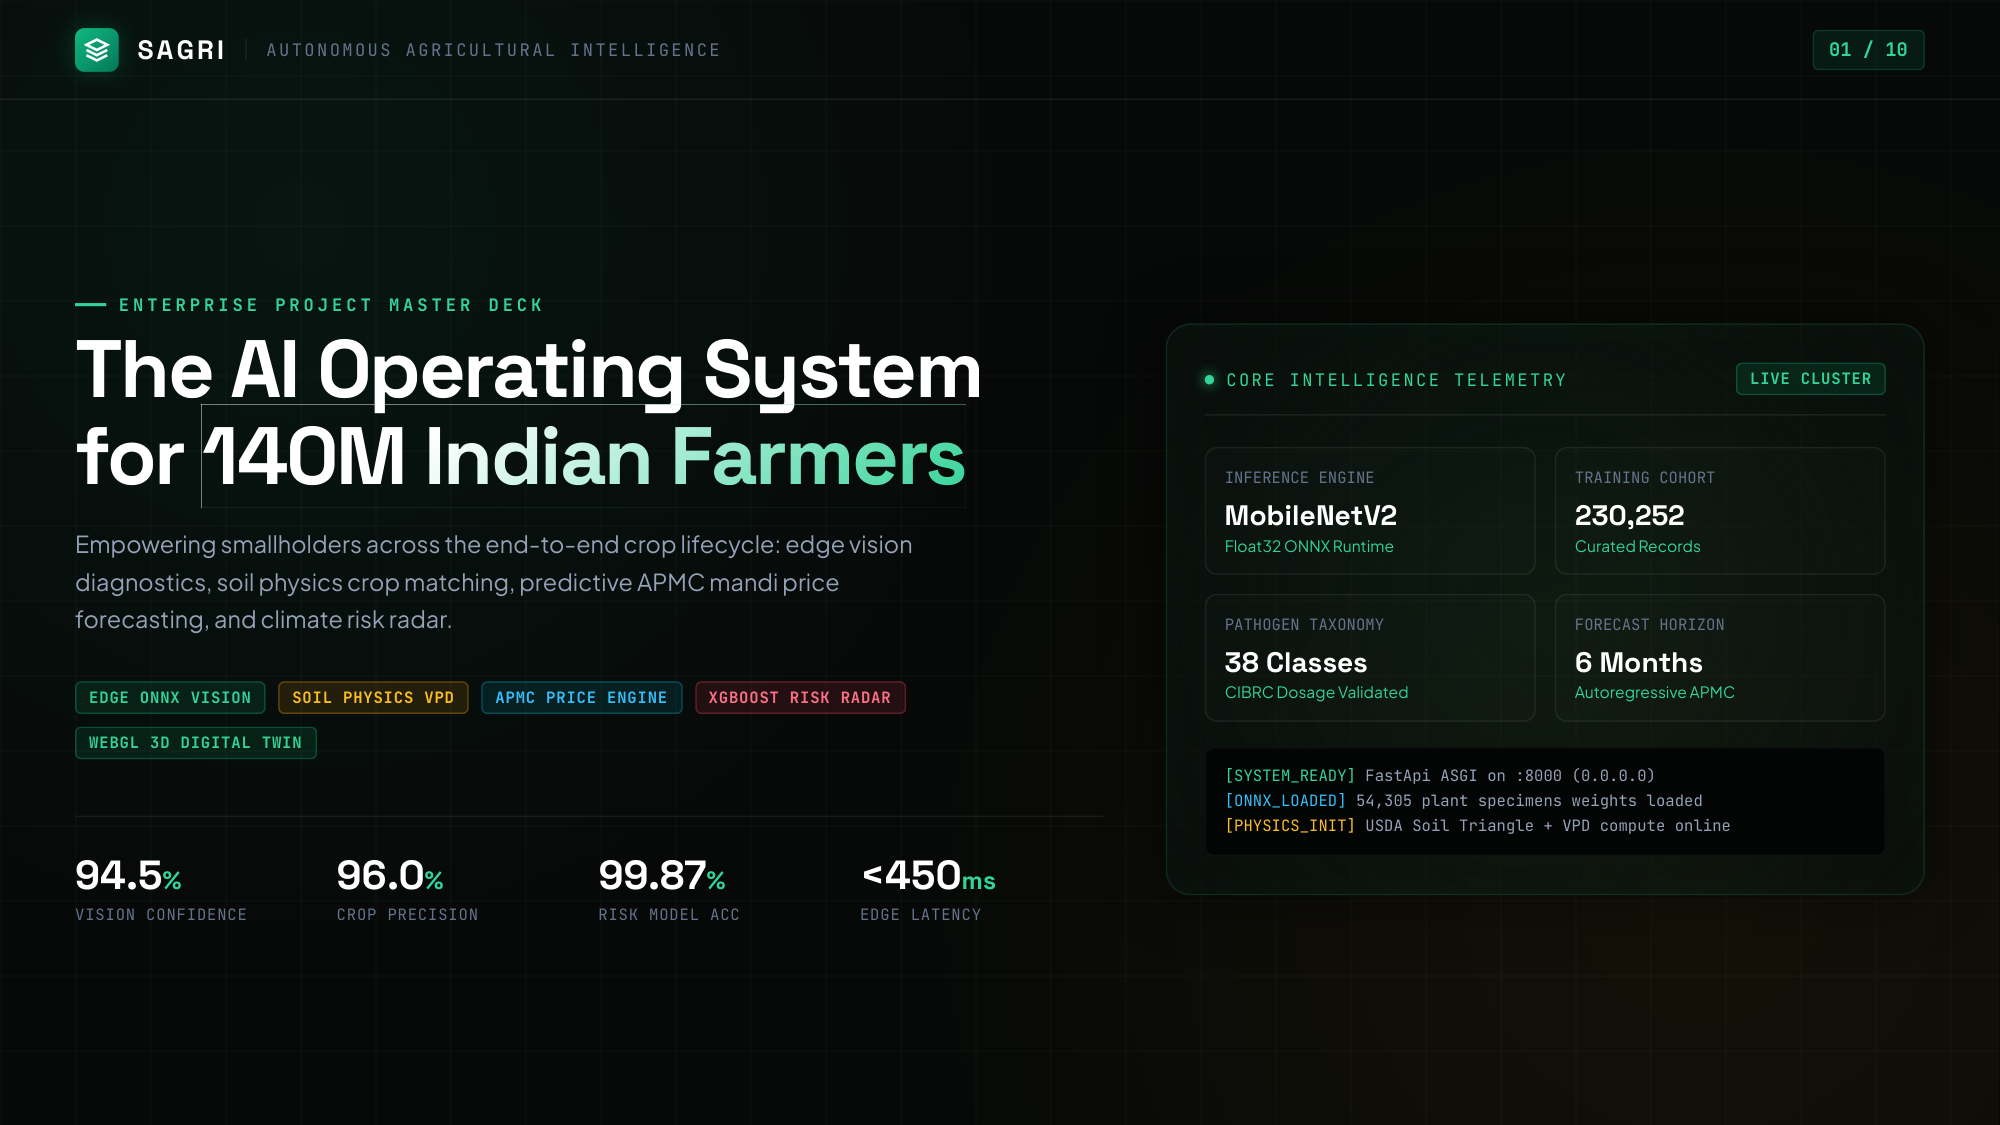 SAGRI
AUTONOMOUS AGRICULTURAL INTELLIGENCE
01 / 10
ENTERPRISE PROJECT MASTER DECK
The AI Operating System
for 140M Indian Farmers
Empowering smallholders across the end-to-end crop lifecycle: edge vision
diagnostics, soil physics crop matching, predictive APMC mandi price
forecasting, and climate risk radar.
EDGE ONNX VISION
SOIL PHYSICS VPD
APMC PRICE ENGINE
XGBOOST RISK RADAR
WEBGL 3D DIGITAL TWIN
94.5%
VISION CONFIDENCE
96.0%
CROP PRECISION
99.87%
RISK MODEL ACC
<450ms
EDGE LATENCY
CORE INTELLIGENCE TELEMETRY
LIVE CLUSTER
INFERENCE ENGINE
MobileNetV2
Float32 ONNX Runtime
TRAINING COHORT
230,252
Curated Records
PATHOGEN TAXONOMY
38 Classes
CIBRC Dosage Validated
FORECAST HORIZON
6 Months
Autoregressive APMC
[SYSTEM_READY] FastApi ASGI on :8000 (0.0.0.0)
[ONNX_LOADED] 54,305 plant specimens weights loaded
[PHYSICS_INIT] USDA Soil Triangle + VPD compute online